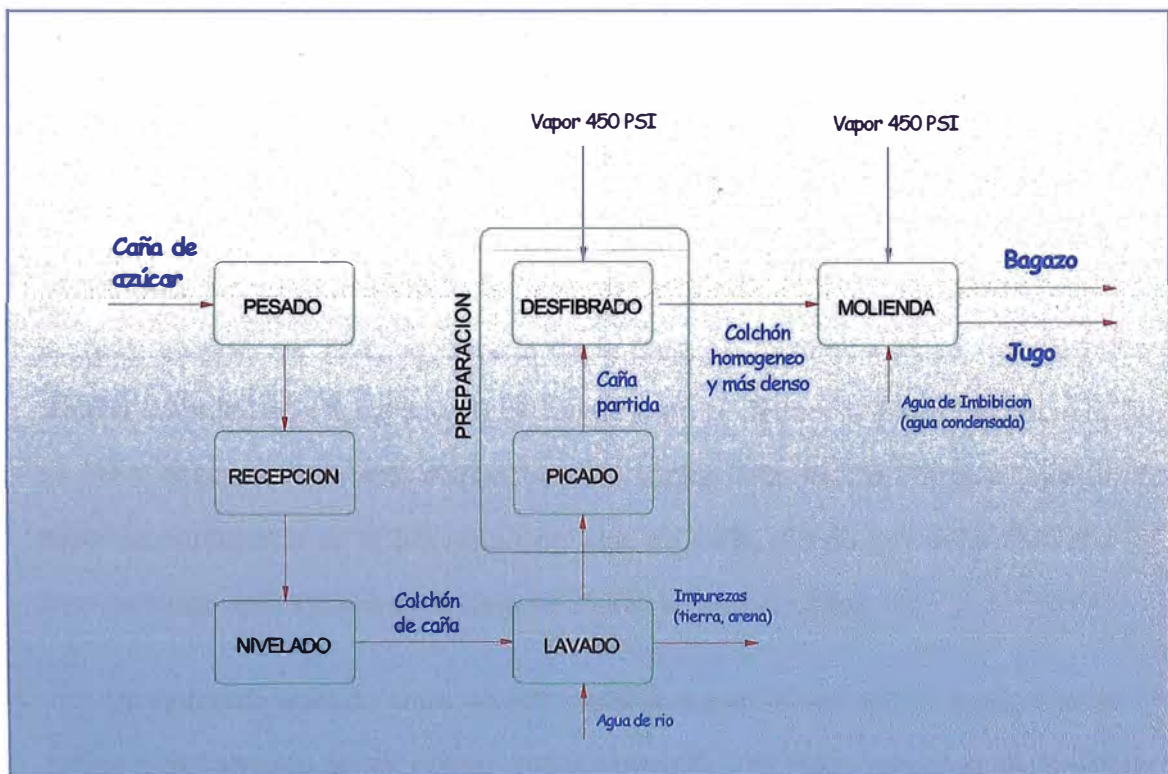 Vapor 450 PSI
Vapor 450 PSI
Caña de
azúcar
PESADO
PREPARACION
DESFIBRADO
MOLIENDA
Bagazo
Jugo
Colchón
homogeneo
y más denso
Caña
partida
Agua de Imbibicion
(agua condensada)
RECEPCION
PICADO
NIVELADO
Colchón
de caña
LAVADO
Impurezas
(tierra, arena)
Agua de rio